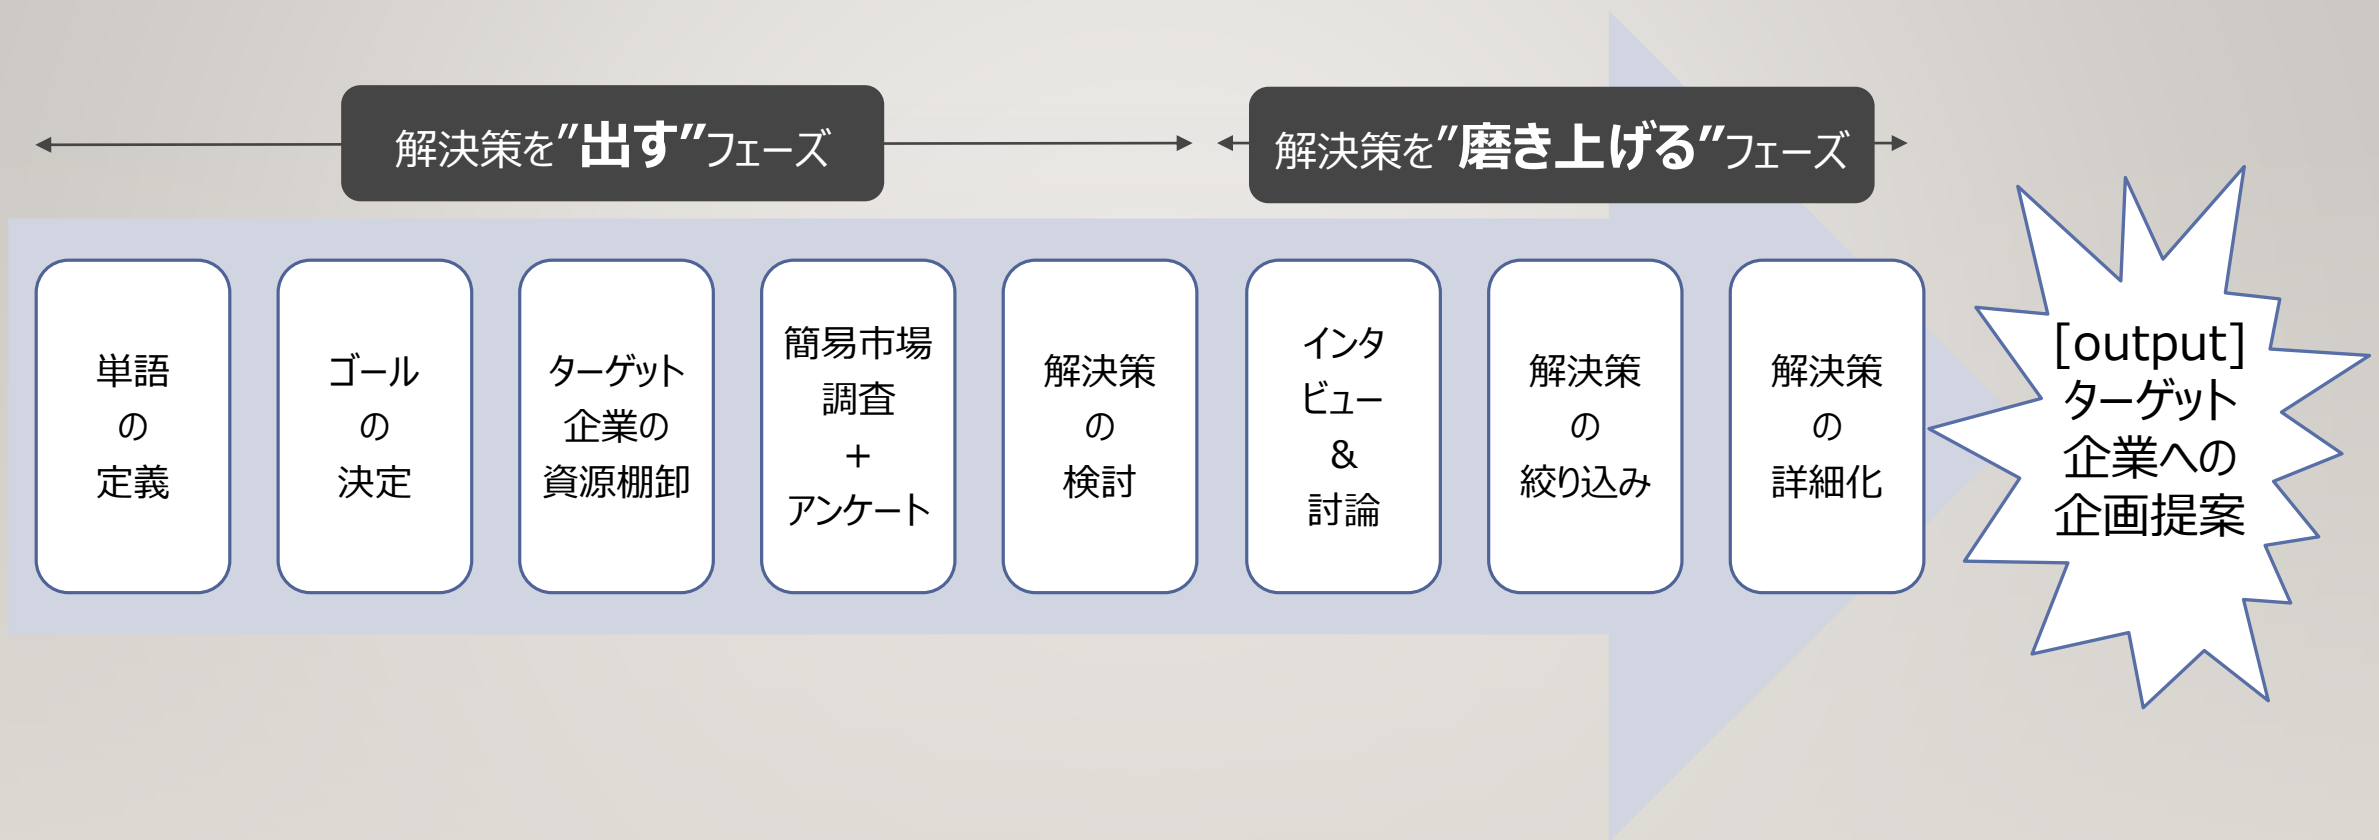 解決策を”出す”フェーズ
解決策を”磨き上げる”フェーズ
単語
の
定義
ゴール
の
決定
ターゲット
企業の
資源棚卸
簡易市場
調査
+
アンケート
解決策
の
検討
インタ
ビュー
&
討論
解決策
の
絞り込み
解決策
の
詳細化
[output]
ターゲット
企業への
企画提案